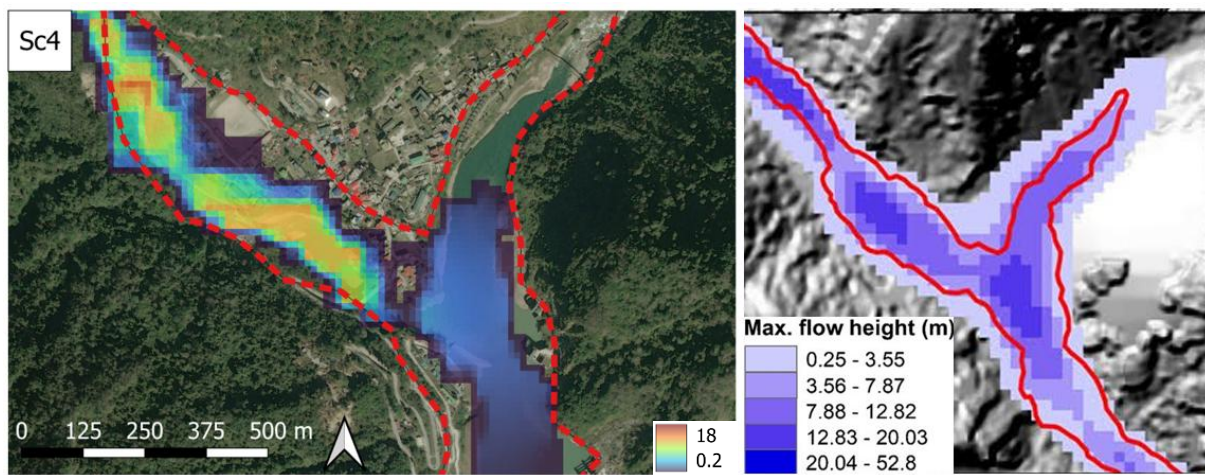 Sc4
0 125 250 375 500 m
18
0.2
Max. flow height (m)
0.25 - 3.55
3.56 - 7.87
7.88 - 12.82
12.83 - 20.03
20.04 - 52.8